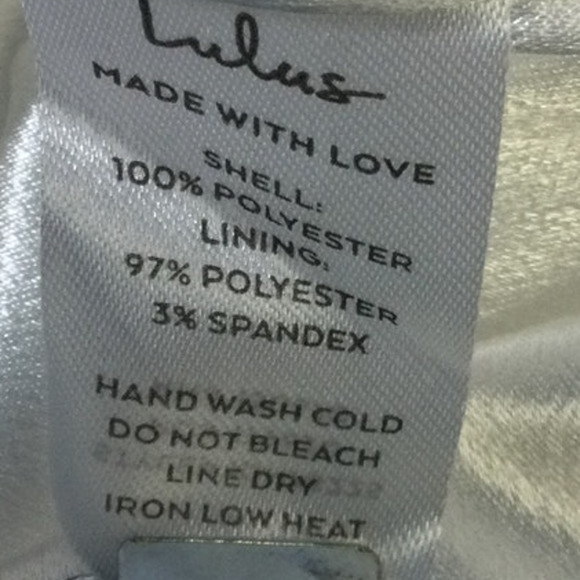 Lulus
MADE WITH LOVE
SHELL:
100% POLYESTER
LINING:
97% POLYESTER
3% SPANDEX
HAND WASH COLD
DO NOT BLEACH
LINE DRY
IRON LOW HEAT